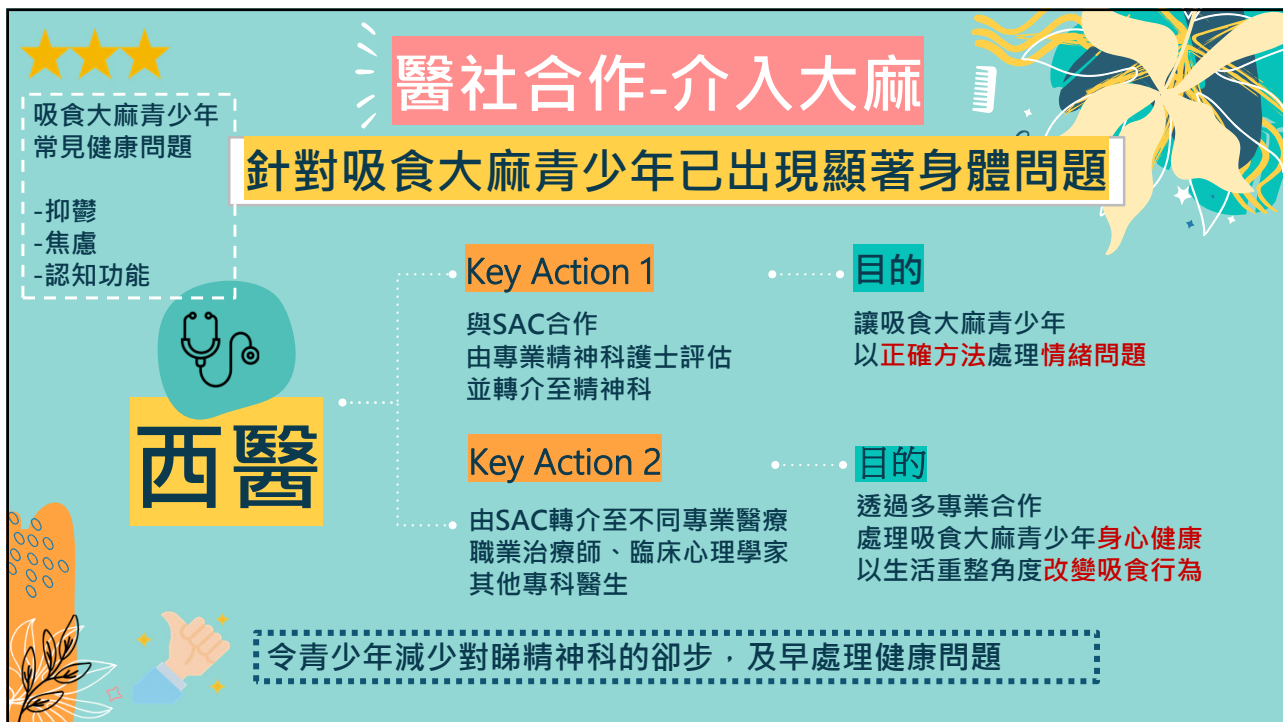 醫社合作-介入大麻
針對吸食大麻青少年已出現顯著身體問題
吸食大麻青少年
常見健康問題
-抑鬱
-焦慮
-認知功能
西醫
Key Action 1
與SAC合作
由專業精神科護士評估
並轉介至精神科
目的
讓吸食大麻青少年
以正確方法處理情緒問題
Key Action 2
由SAC轉介至不同專業醫療
職業治療師、臨床心理學家
其他專科醫生
目的
透過多專業合作
處理吸食大麻青少年身心健康
以生活重整角度改變吸食行為
令青少年減少對睇精神科的卻步，及早處理健康問題